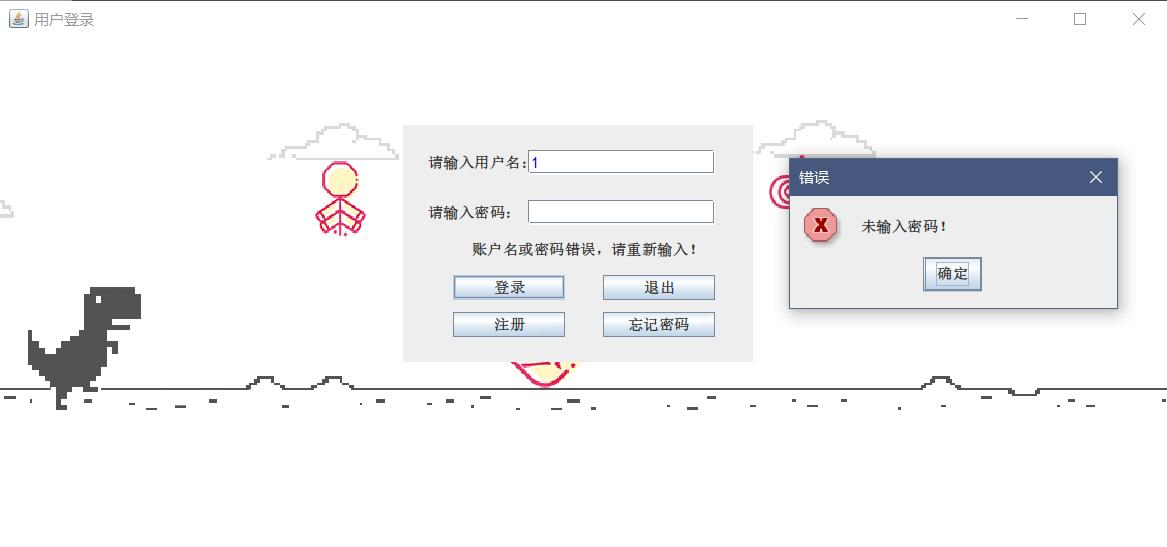 用户登录
请输入用户名：1
请输入密码：
账户名或密码错误，请重新输入！
登录 退出
注册 忘记密码
错误
未输入密码！
确定